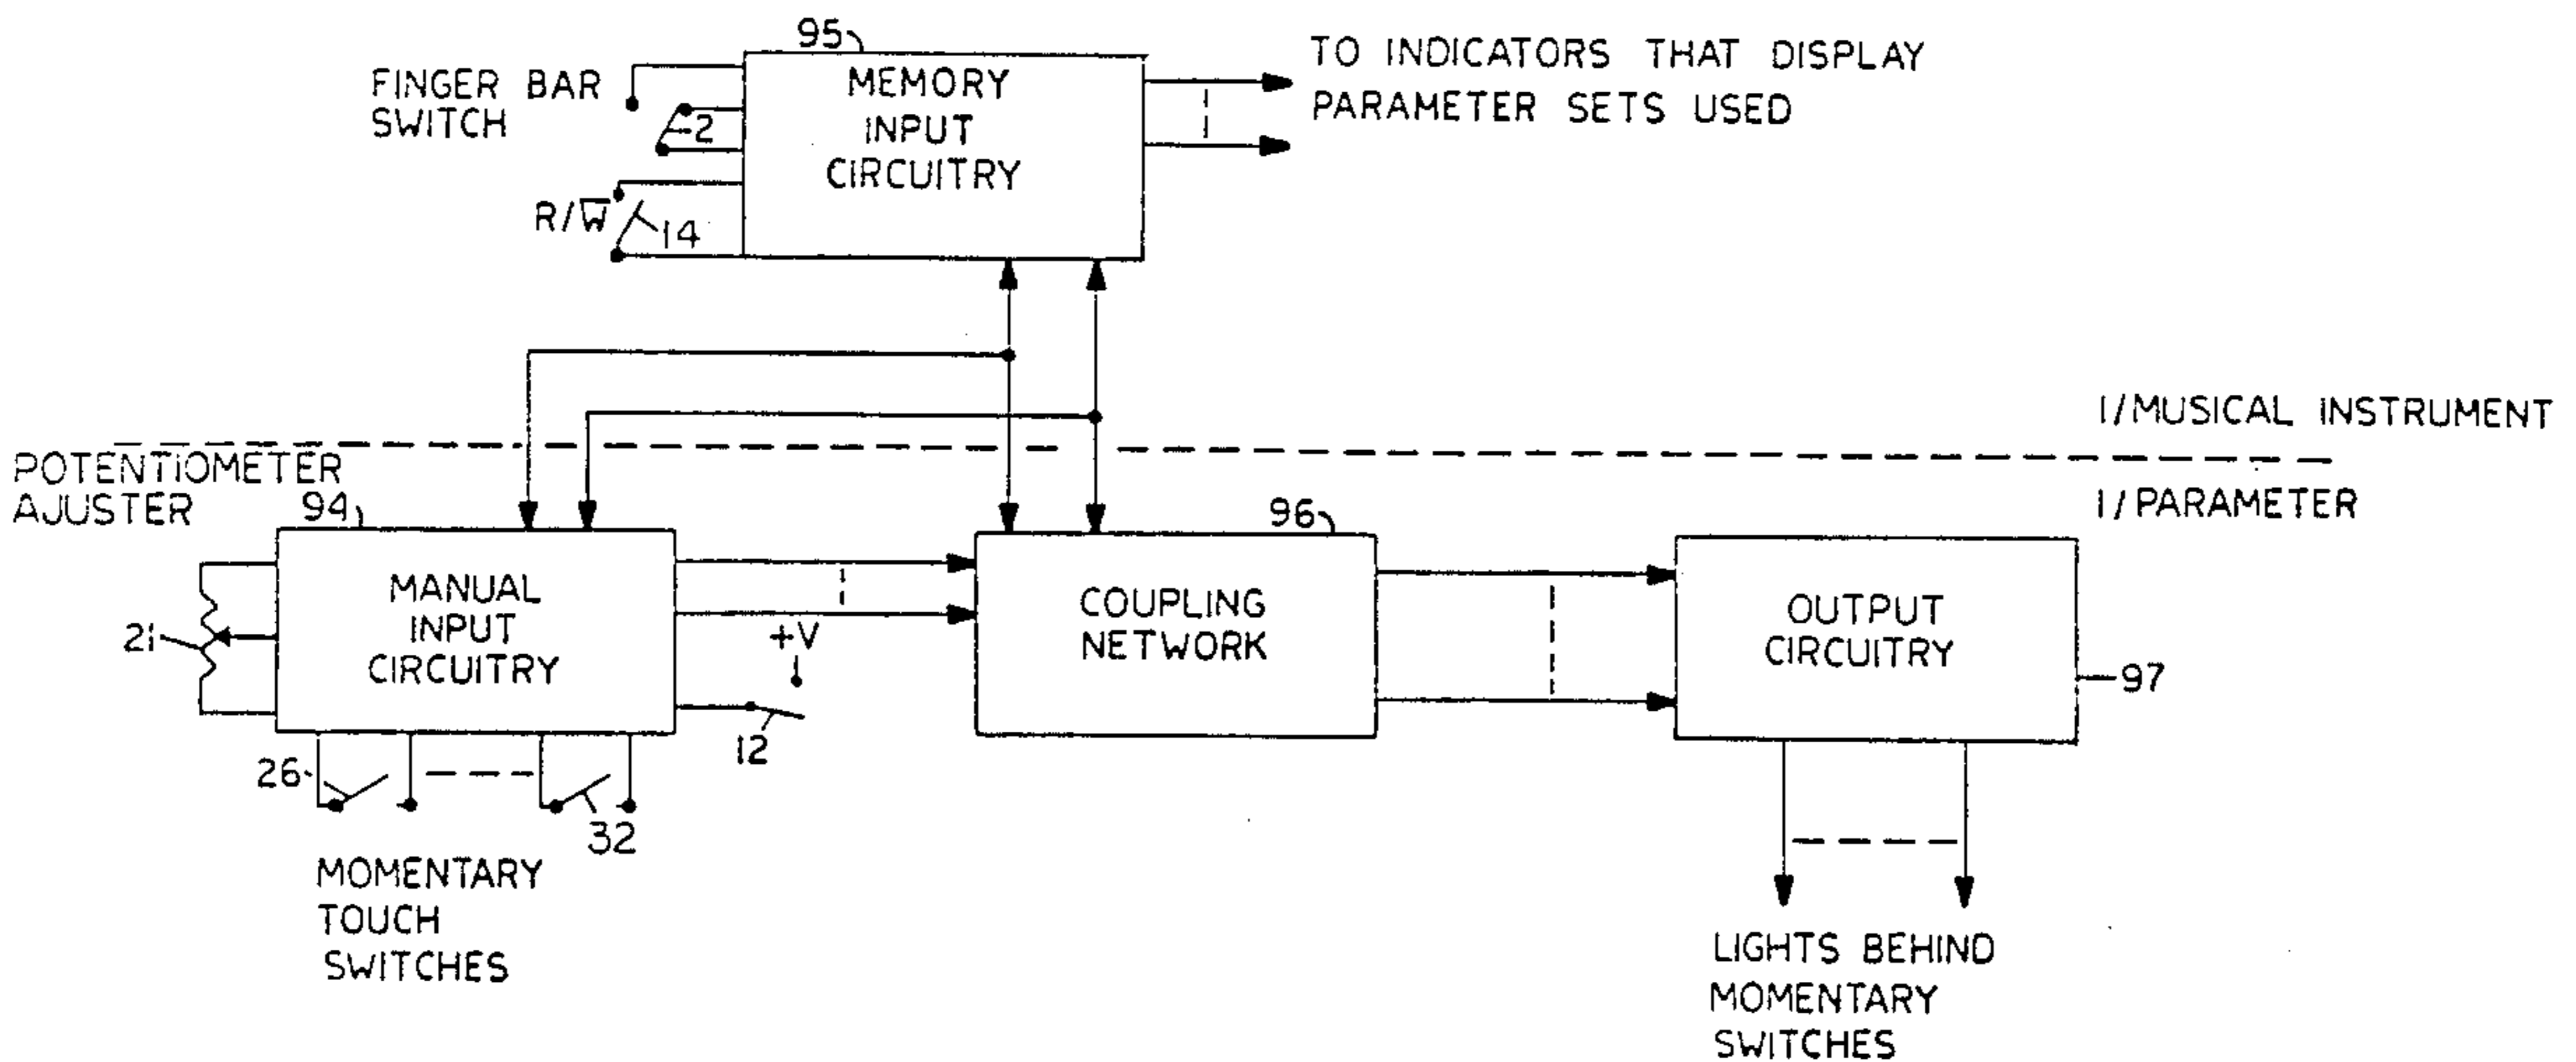 95
FINGER BAR
SWITCH
2
R/W̅
14
MEMORY
INPUT
CIRCUITRY
TO INDICATORS THAT DISPLAY
PARAMETER SETS USED
1/MUSICAL INSTRUMENT
1/PARAMETER
POTENTIOMETER
AJUSTER
94
21
MANUAL
INPUT
CIRCUITRY
+V
12
26
32
MOMENTARY
TOUCH
SWITCHES
96
COUPLING
NETWORK
OUTPUT
CIRCUITRY
97
LIGHTS BEHIND
MOMENTARY
SWITCHES